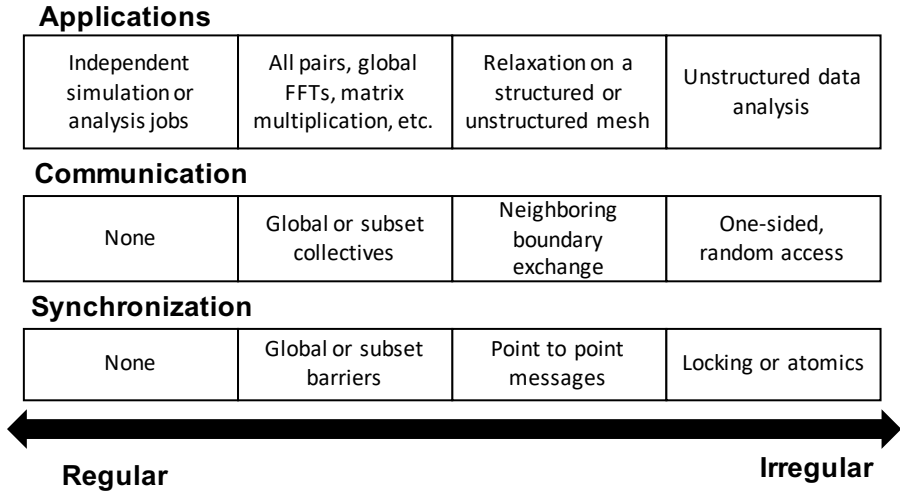 Applications
Independent
simulation or
analysis jobs
All pairs, global
FFTs, matrix
multiplication, etc.
Relaxation on a
structured or
unstructured mesh
Unstructured data
analysis
Communication
None
Global or subset
collectives
Neighboring
boundary
exchange
One-sided,
random access
Synchronization
None
Global or subset
barriers
Point to point
messages
Locking or atomics
Regular
Irregular